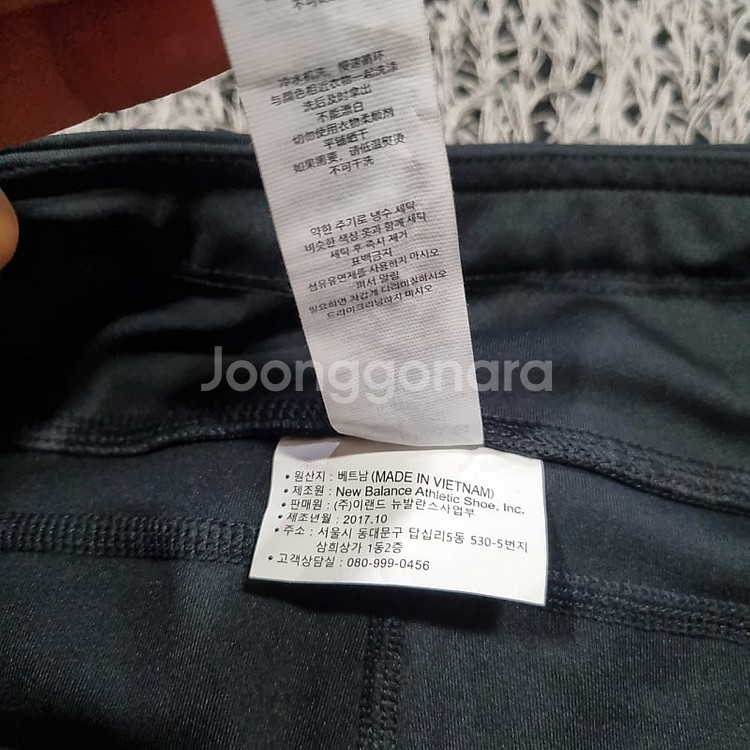 冷水机洗，慢速循环
与颜色相近衣物一起洗涤
洗后及时拿出
不能漂白
切勿使用衣物柔顺剂
平铺晒干
如果需要，请低温熨烫
不可干洗
약한 주기로 냉수 세탁
비슷한 색상 옷과 함께 세탁
세탁 후 즉시 제거
표백금지
섬유유연제를 사용하지 마시오
펴서 말림
필요하면 차갑게 다리미질하시오
드라이크리닝하지 마시오
Joonggonara
• 원산지 : 베트남 (MADE IN VIETNAM)
• 제조원 : New Balance Athletic Shoe, Inc.
• 판매원 : (주)이랜드 뉴발란스사업부
• 제조년월 : 2017.10
• 주소 : 서울시 동대문구 답십리5동 530-5번지
삼희상가 1동2층
• 고객상담실 : 080-999-0456